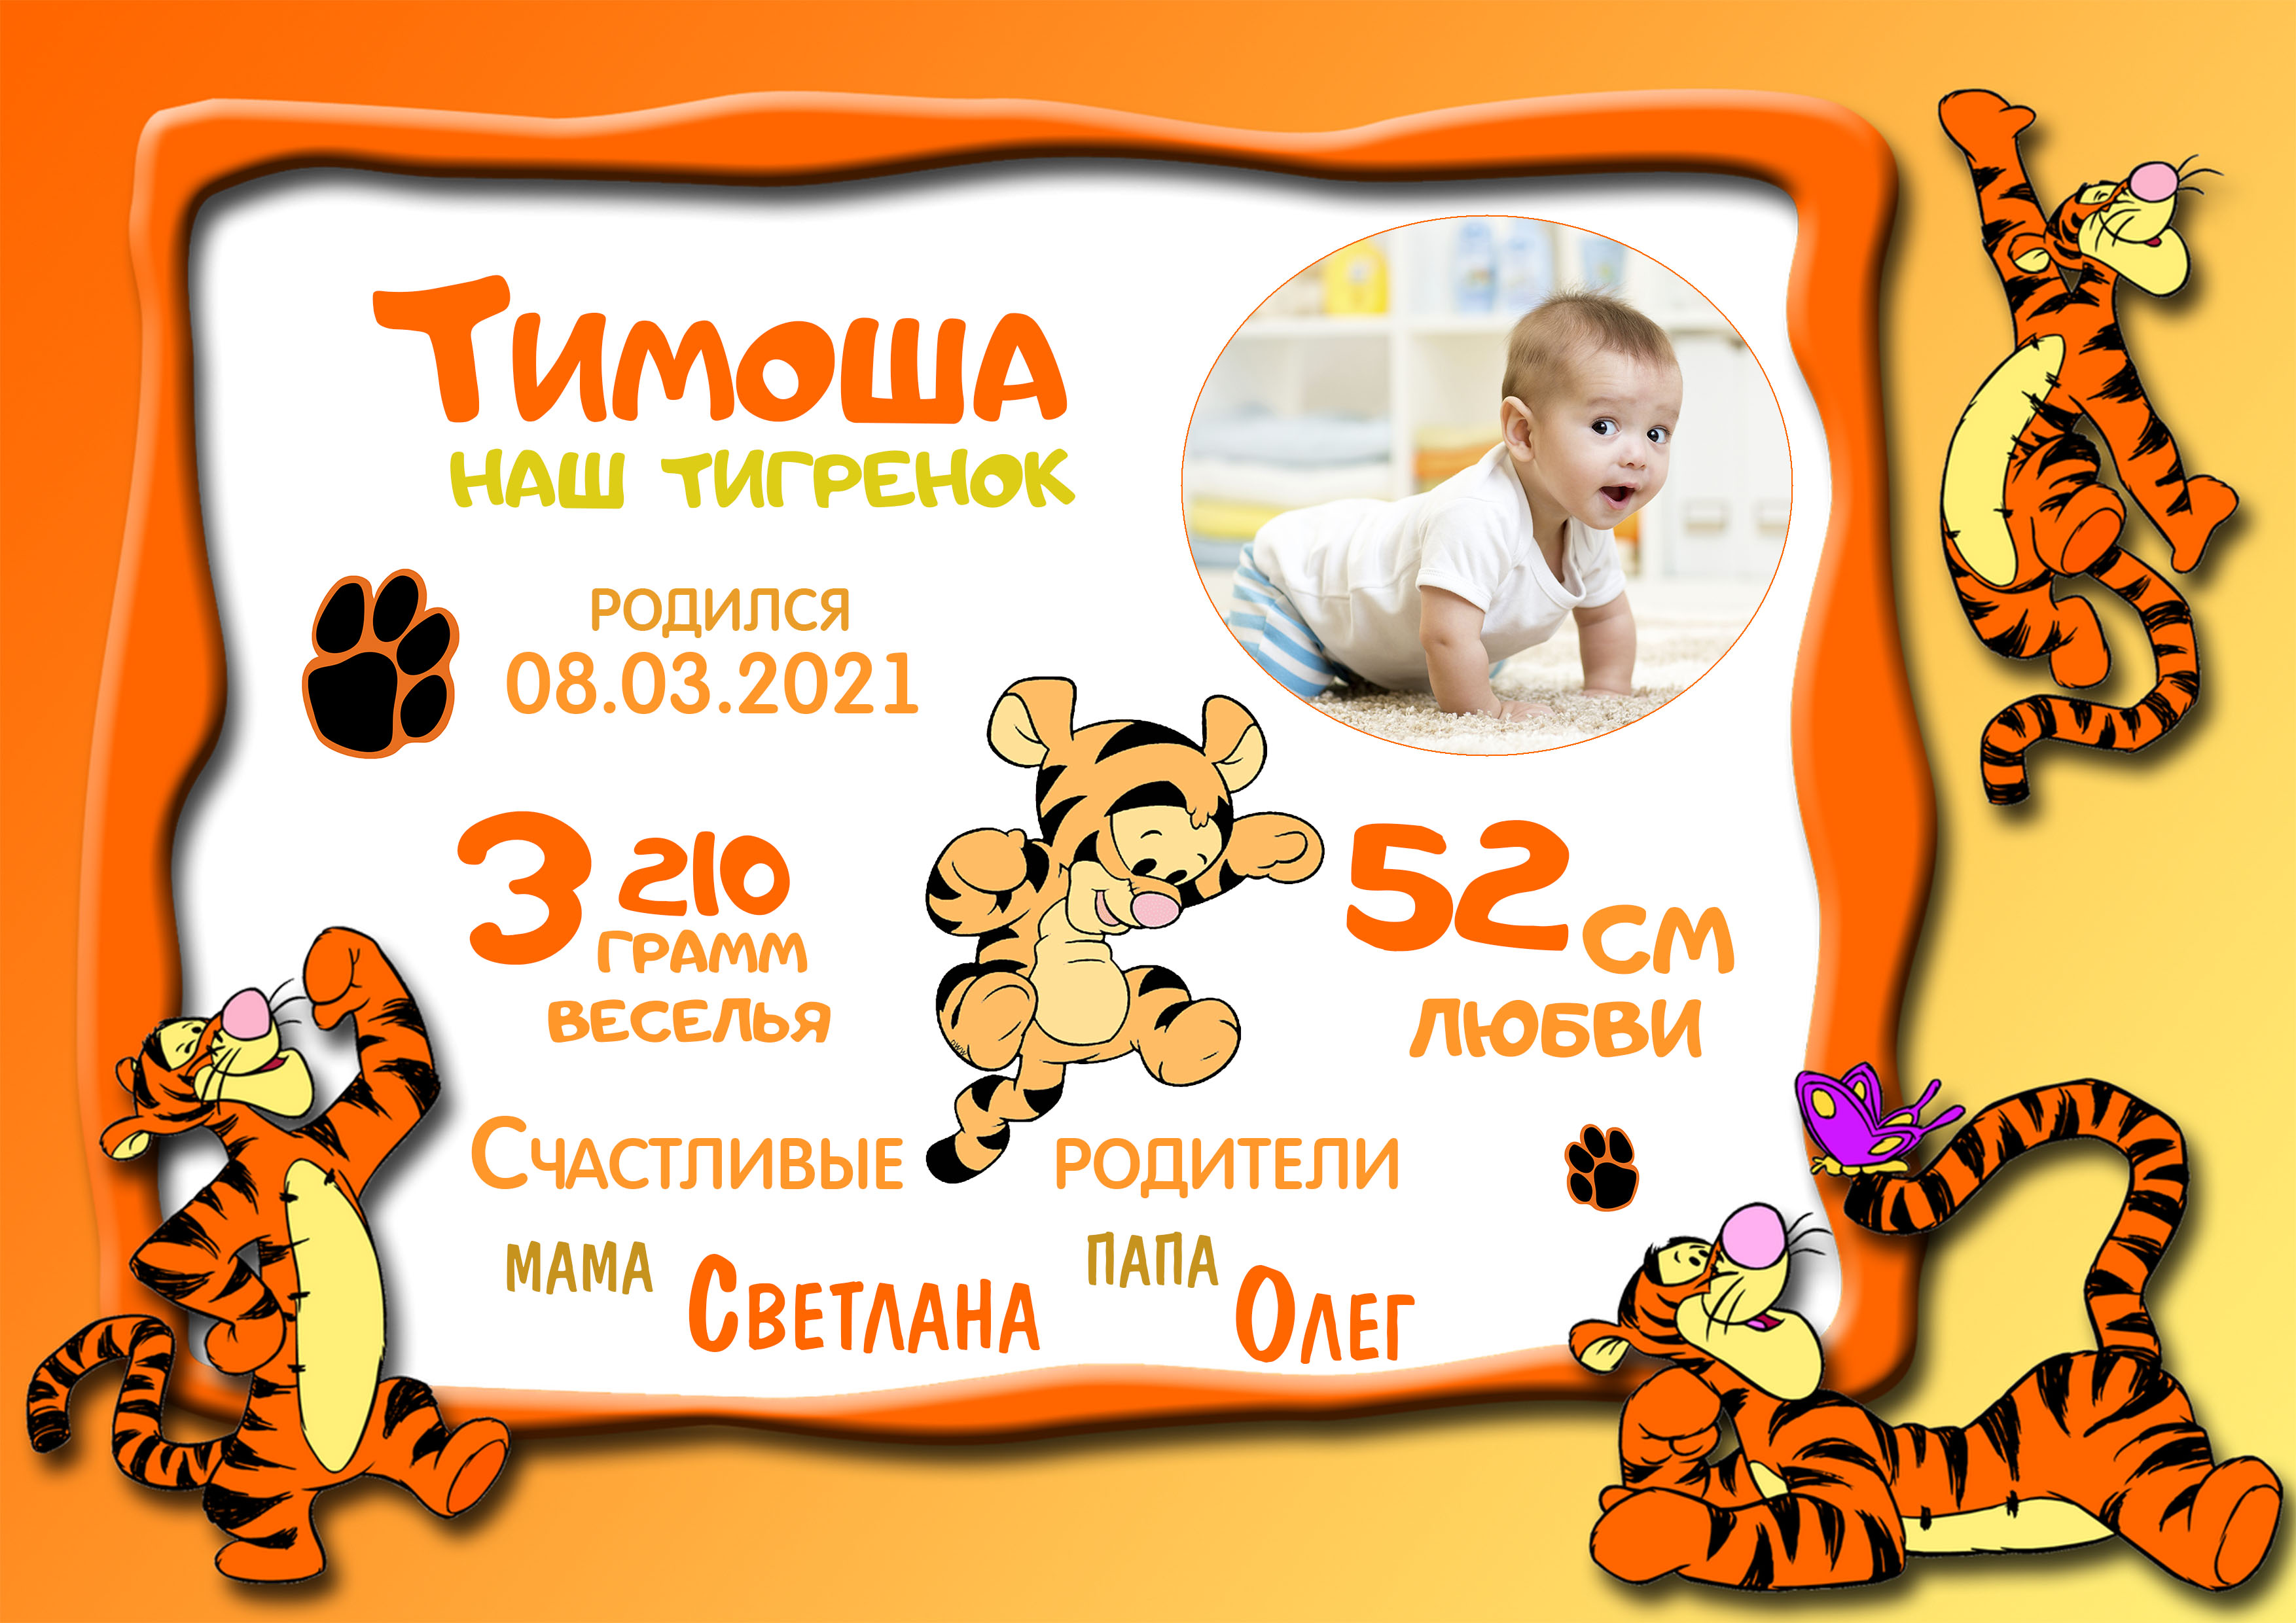 Тимоша
наш тигренок
родился
08.03.2021
3 210
грамм
веселья
52 см
любви
Счастливые родители
мама Светлана папа Олег